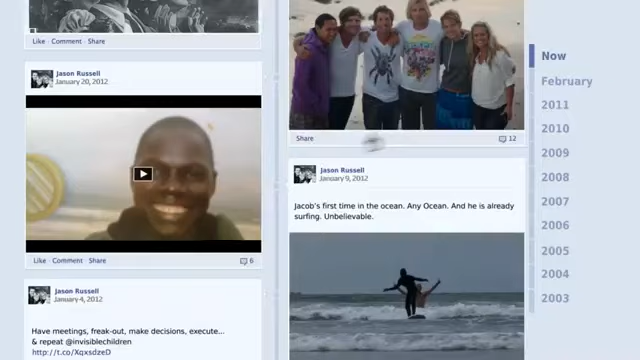 Like · Comment · Share
Jason Russell
January 20, 2012
Like · Comment · Share
6
Jason Russell
January 4, 2012
Have meetings, freak-out, make decisions, execute...
& repeat @invisiblechildren
http://t.co/XqxsdzeD
Share
12
Jason Russell
January 9, 2012
Jacob's first time in the ocean. Any Ocean. And he is already
surfing. Unbelievable.
Now
February
2011
2010
2009
2008
2007
2006
2005
2004
2003